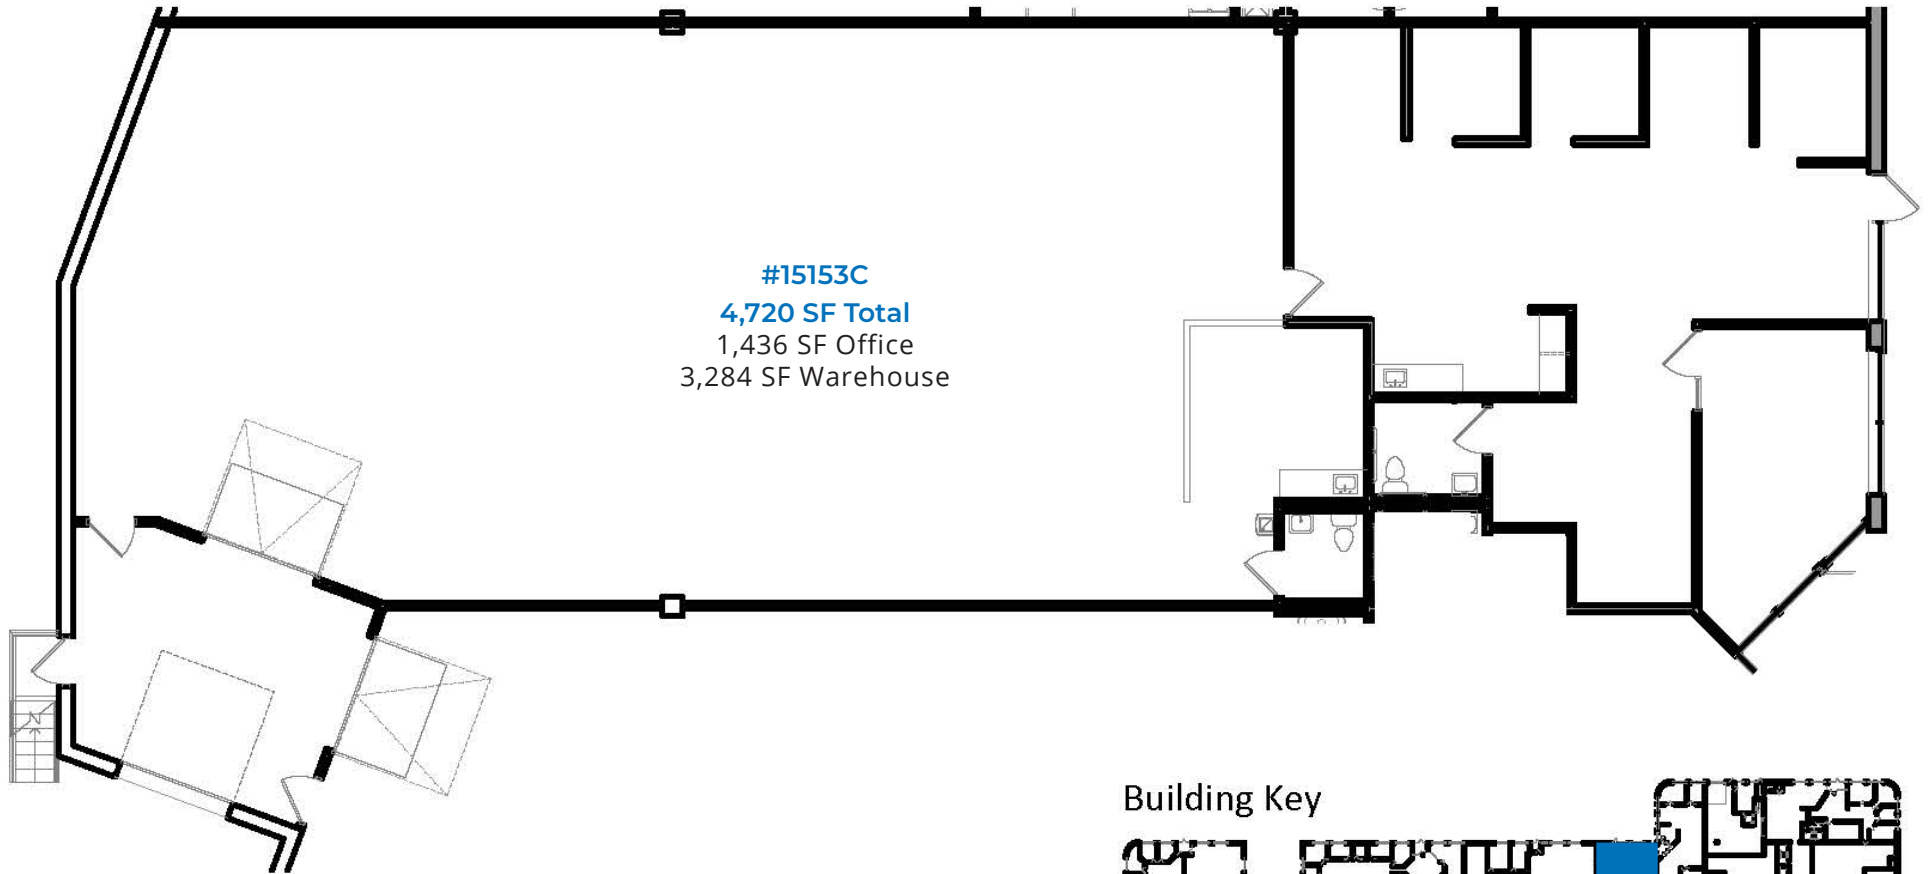 #15153C
4,720 SF Total
1,436 SF Office
3,284 SF Warehouse
Building Key